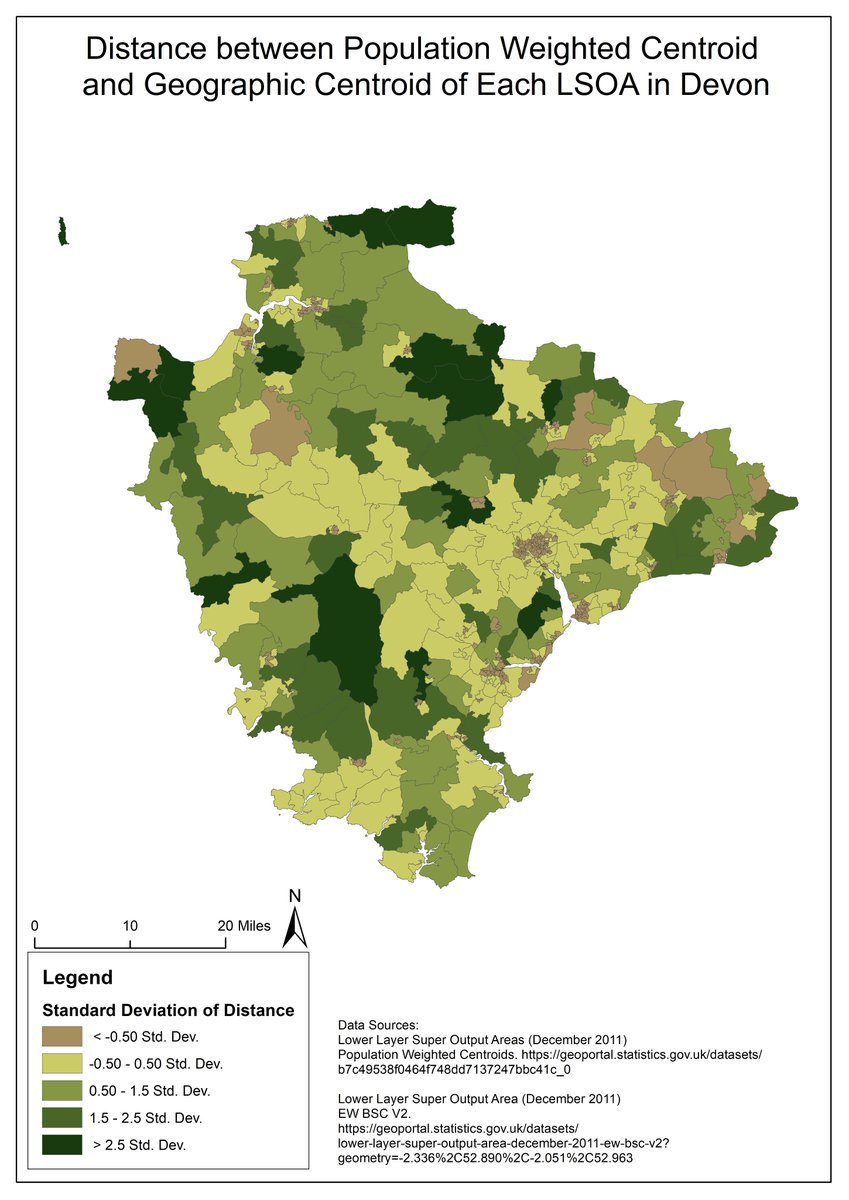 Distance between Population Weighted Centroid
and Geographic Centroid of Each LSOA in Devon
N
0 10 20 Miles
Legend
Standard Deviation of Distance
< -0.50 Std. Dev.
-0.50 - 0.50 Std. Dev.
0.50 - 1.5 Std. Dev.
1.5 - 2.5 Std. Dev.
> 2.5 Std. Dev.
Data Sources:
Lower Layer Super Output Areas (December 2011)
Population Weighted Centroids. https://geoportal.statistics.gov.uk/datasets/
b7c49538f0464f748dd7137247bbc41c_0
Lower Layer Super Output Area (December 2011)
EW BSC V2.
https://geoportal.statistics.gov.uk/datasets/
lower-layer-super-output-area-december-2011-ew-bsc-v2?
geometry=-2.336%2C52.890%2C-2.051%2C52.963